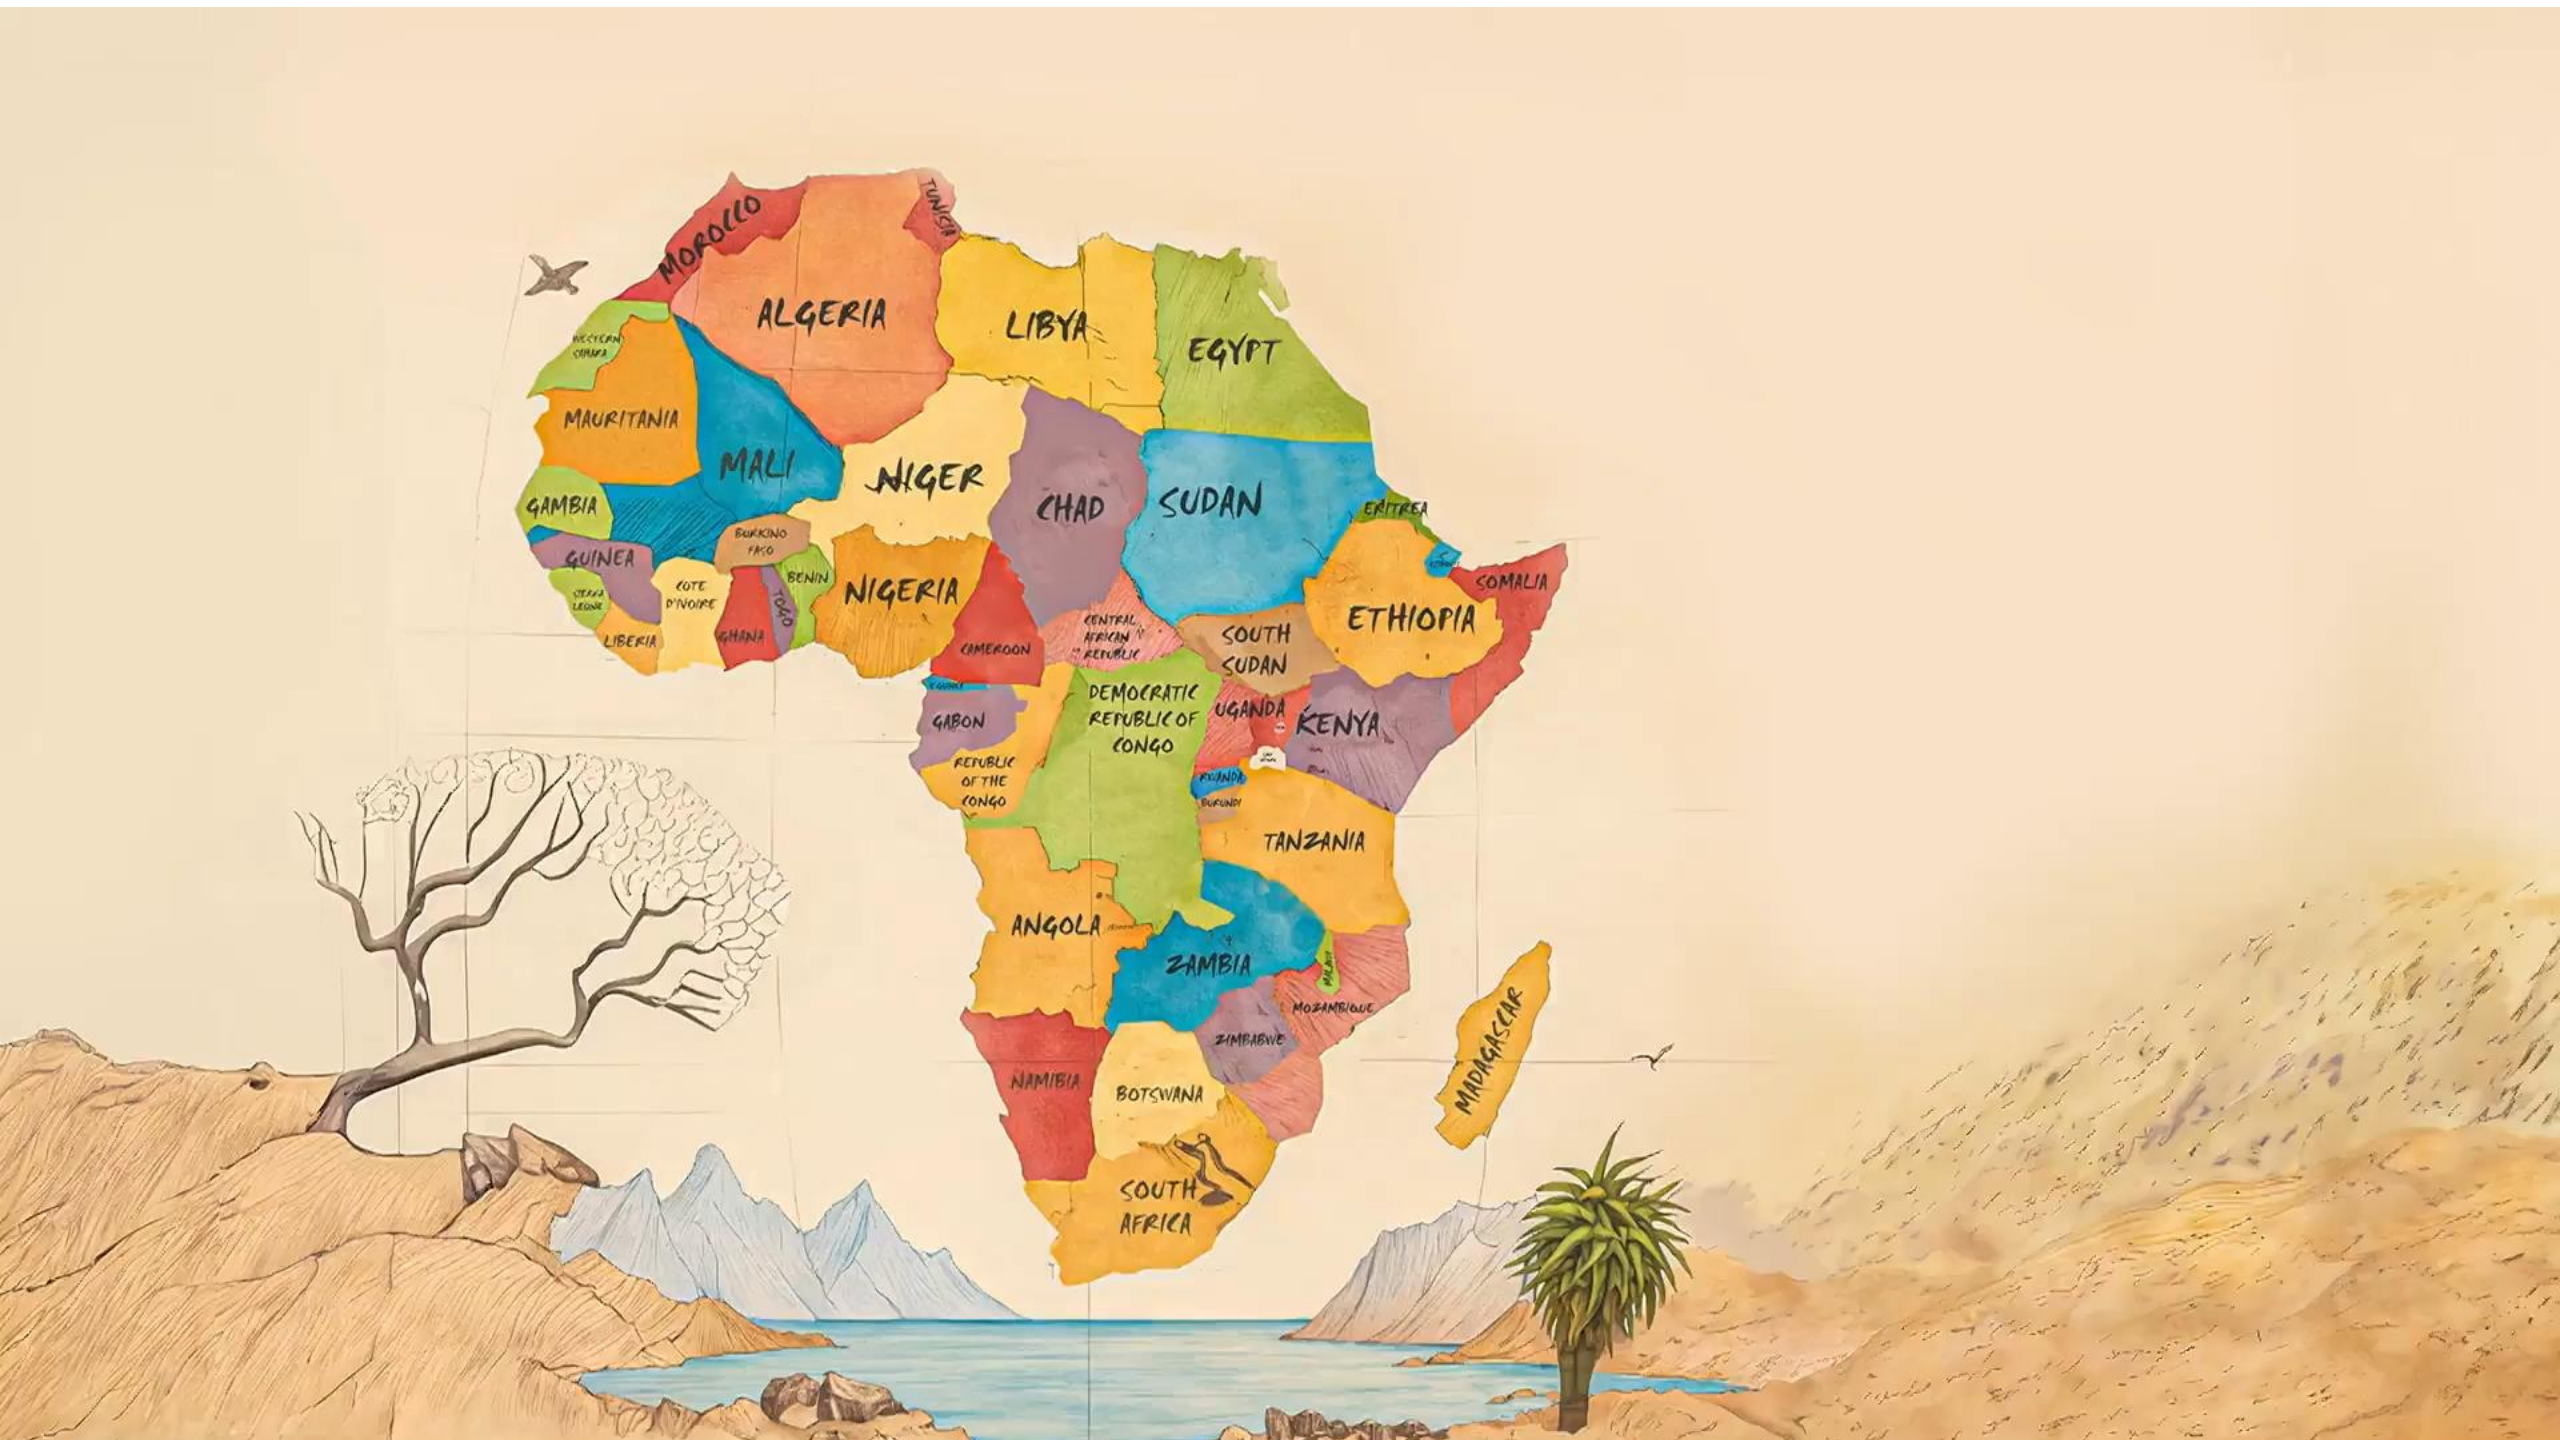 MOROCCO
TUNISIA
ALGERIA
LIBYA
EGYPT
WESTERN
SAHARA
MAURITANIA
MALI
NIGER
CHAD
SUDAN
ERITREA
GAMBIA
GUINEA
BURKINO
FASO
BENIN
TOGO
NIGERIA
SOMALIA
COTE
D'IVOIRE
SIERRA
LEONE
LIBERIA
GHANA
CAMEROON
CENTRAL
AFRICAN
REPUBLIC
SOUTH
SUDAN
ETHIOPIA
GABON
DEMOCRATIC
REPUBLIC OF
CONGO
UGANDA
KENYA
REPUBLIC
OF THE
CONGO
RWANDA
BURUNDI
TANZANIA
ANGOLA
ZAMBIA
MALAWI
MOZAMBIQUE
ZIMBABWE
MADAGASCAR
NAMIBIA
BOTSWANA
SOUTH
AFRICA